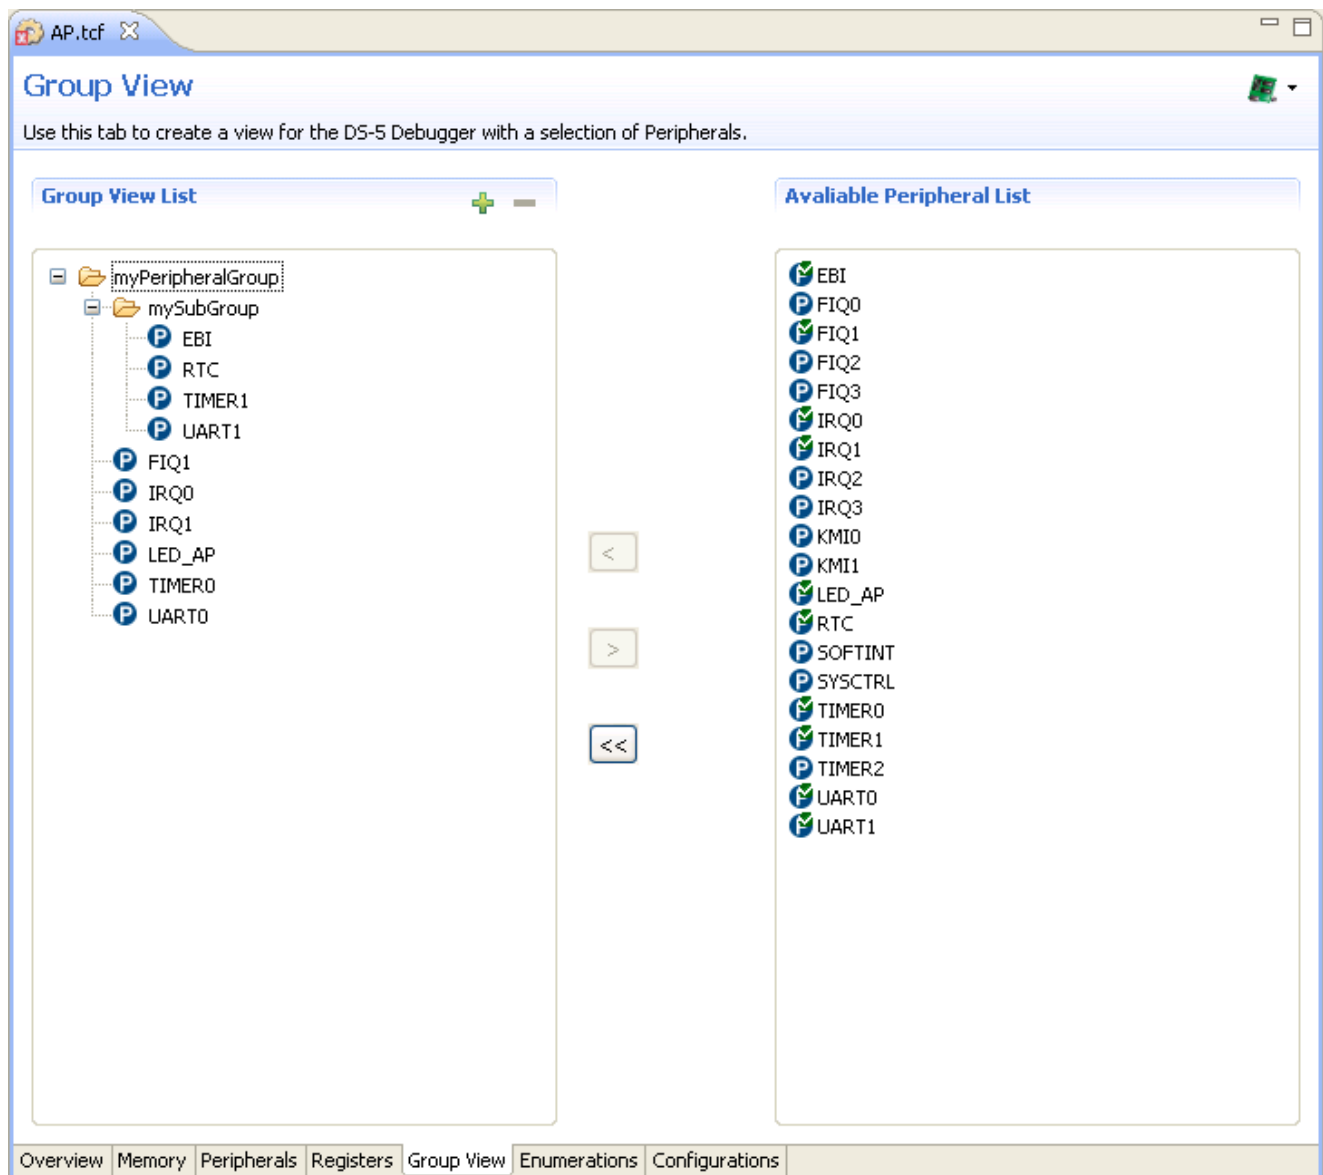 AP.tcf
Group View
Use this tab to create a view for the DS-5 Debugger with a selection of Peripherals.
Group View List
myPeripheralGroup
mySubGroup
EBI
RTC
TIMER1
UART1
FIQ1
IRQ0
IRQ1
LED_AP
TIMER0
UART0
<
>
<<
Avaliable Peripheral List
EBI
FIQ0
FIQ1
FIQ2
FIQ3
IRQ0
IRQ1
IRQ2
IRQ3
KMI0
KMI1
LED_AP
RTC
SOFTINT
SYSCTRL
TIMER0
TIMER1
TIMER2
UART0
UART1
Overview Memory Peripherals Registers Group View Enumerations Configurations